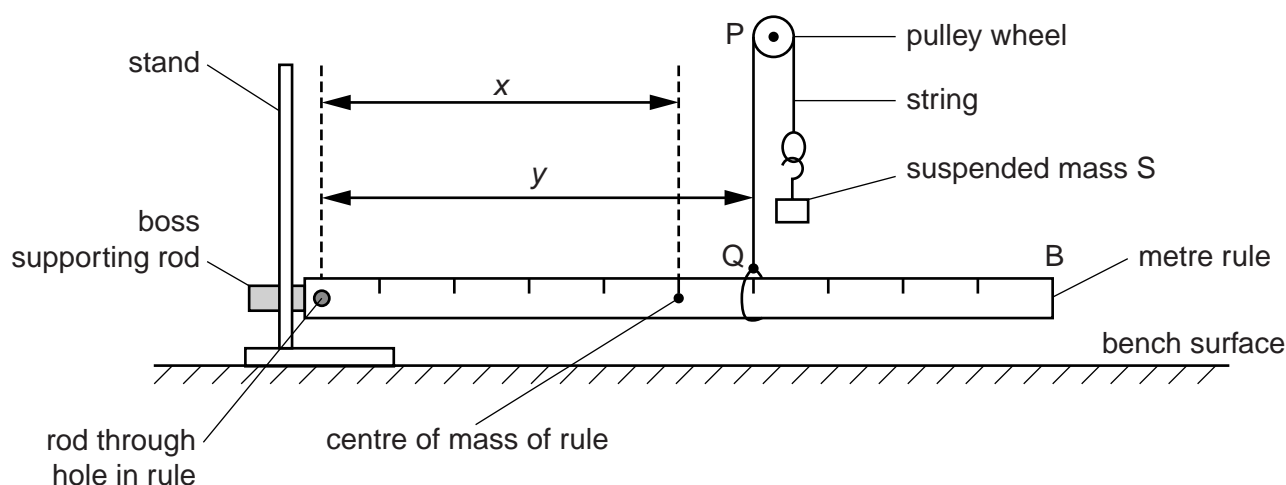 P
pulley wheel
stand
x
string
suspended mass S
y
boss
supporting rod
Q
B
metre rule
bench surface
rod through
hole in rule
centre of mass of rule